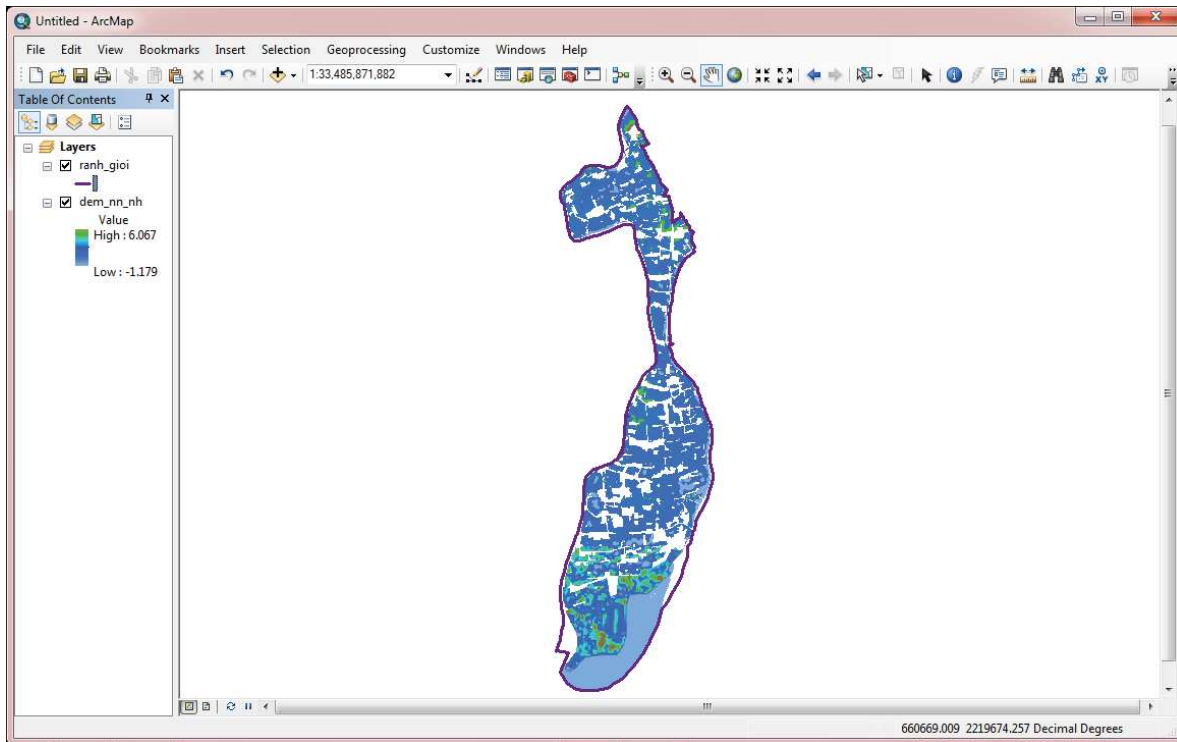 Untitled - ArcMap
File Edit View Bookmarks Insert Selection Geoprocessing Customize Windows Help
1:33,485,871,882
Table Of Contents
Layers
ranh_gioi
dem_nn_nh
Value
High : 6.067
Low : -1.179
660669.009 2219674.257 Decimal Degrees